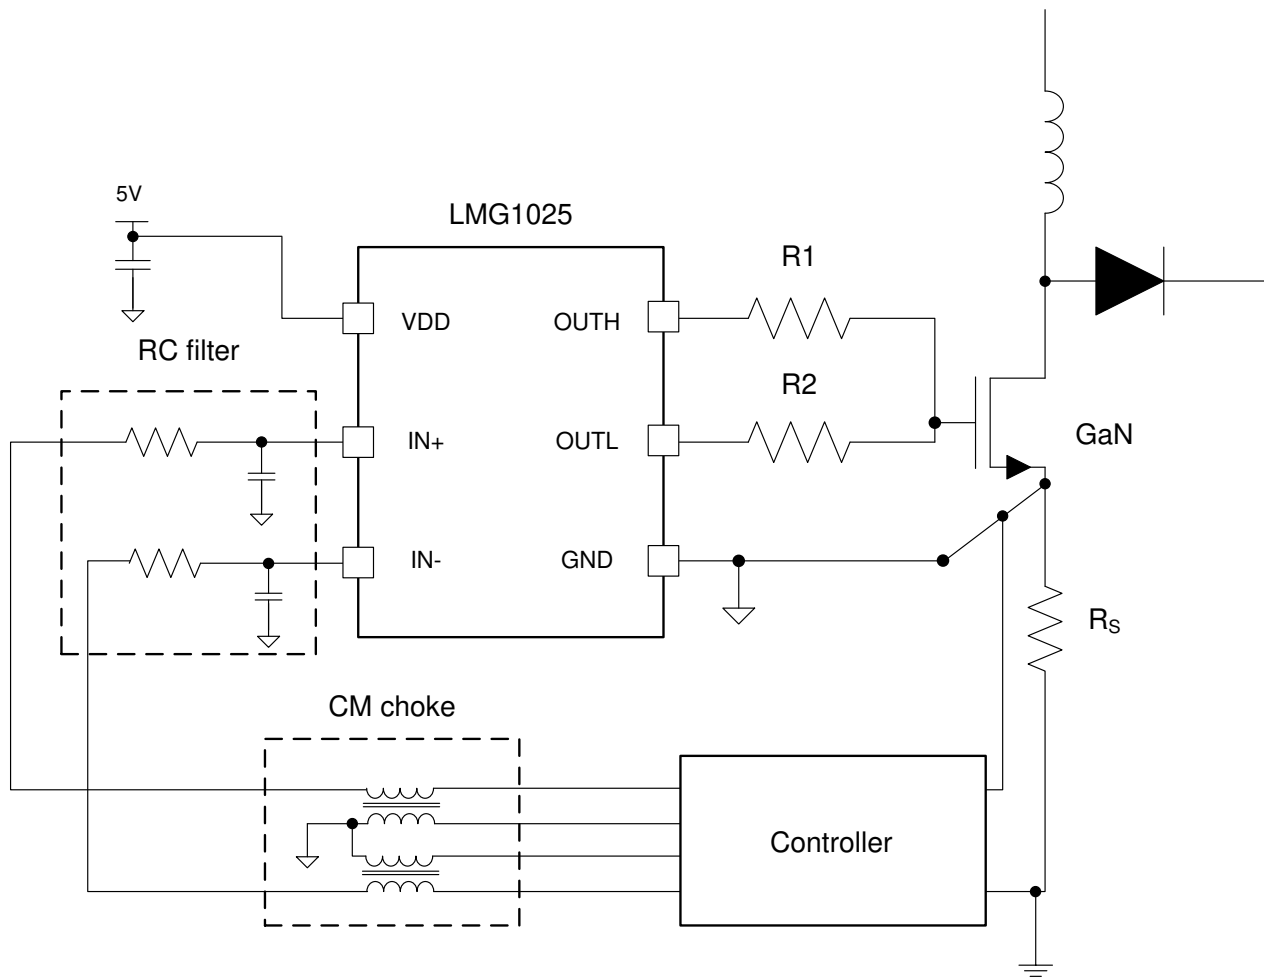 5V
LMG1025
R1
VDD
OUTH
RC filter
R2
IN+
OUTL
GaN
IN-
GND
RS
CM choke
Controller